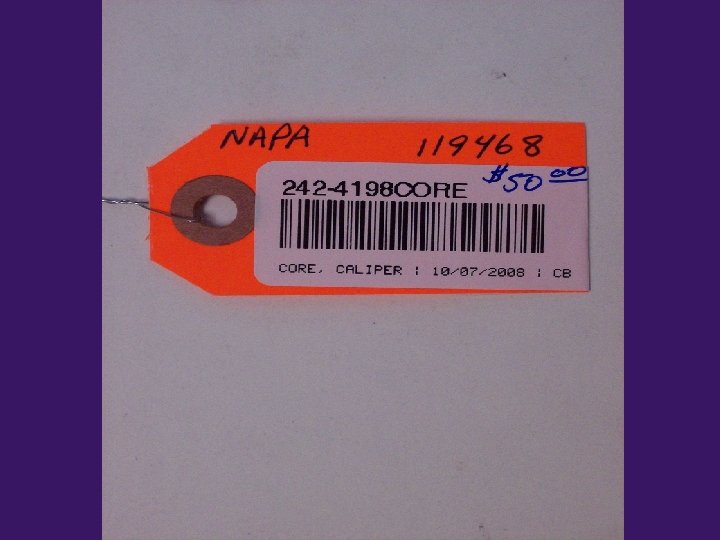 NAPA 119468
$50 00
242-4198CORE
CORE, CALIPER | 10/07/2008 | CB